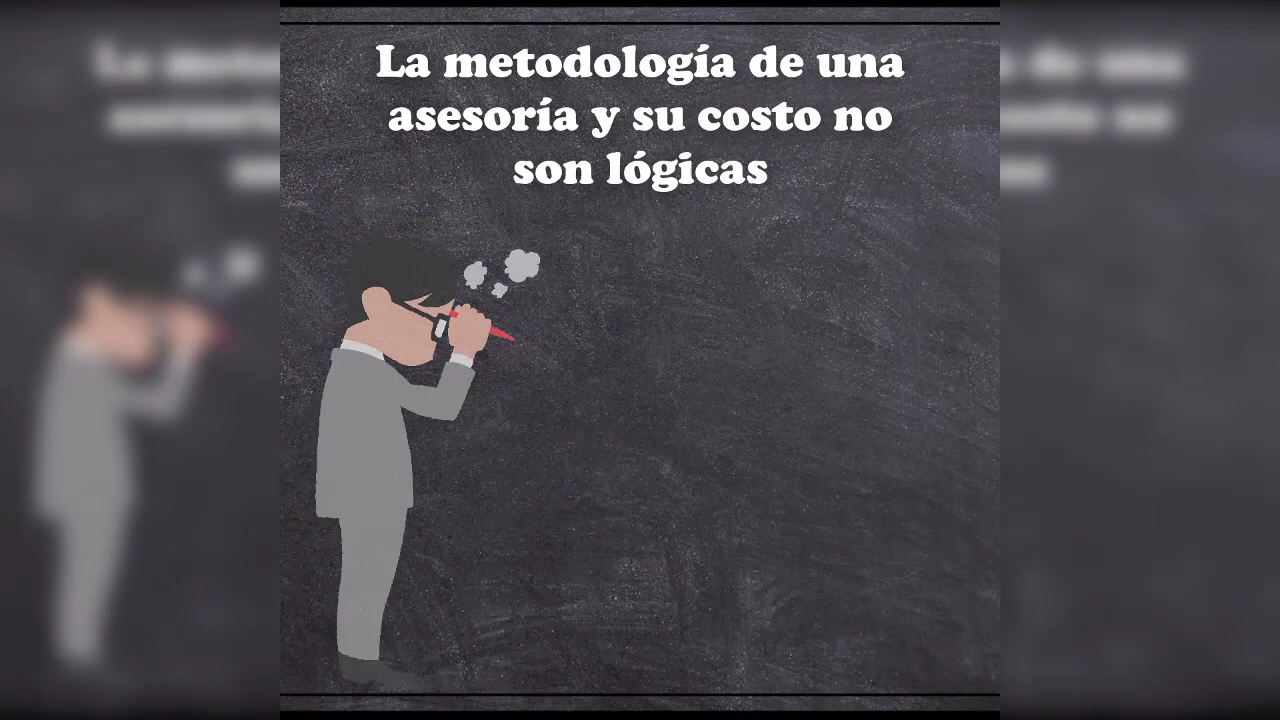 La metodología de una
asesoría y su costo no
son lógicas